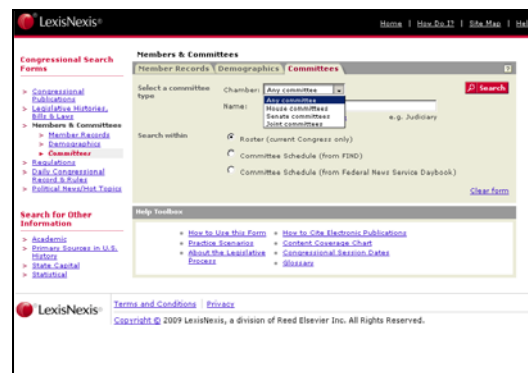 LexisNexis®
Home | How Do I? | Site Map | Hel
Congressional Search Forms
> Congressional Publications
> Legislative Histories, Bills & Laws
> Members & Committees
> Member Records
> Demographics
> Committees
> Regulations
> Daily Congressional Record & Rules
> Political News/Hot Topics
Search for Other Information
> Academic
> Primary Sources in U.S. History
> State Capital
> Statistical
Members & Committees
Member Records Demographics Committees ?
Select a committee type
Chamber: Any committee
Search
Any committee
House committees
Senate committees
Joint committees
Name:
e.g. Judiciary
Search within
Roster (current Congress only)
Committee Schedule (from FIND)
Committee Schedule (from Federal News Service Daybook)
Clear form
Help Toolbox
• How to Use this Form
• Practice Scenarios
• About the Legislative Process
• How to Cite Electronic Publications
• Content Coverage Chart
• Congressional Session Dates
• Glossary
LexisNexis®
Terms and Conditions | Privacy
Copyright © 2009 LexisNexis, a division of Reed Elsevier Inc. All Rights Reserved.